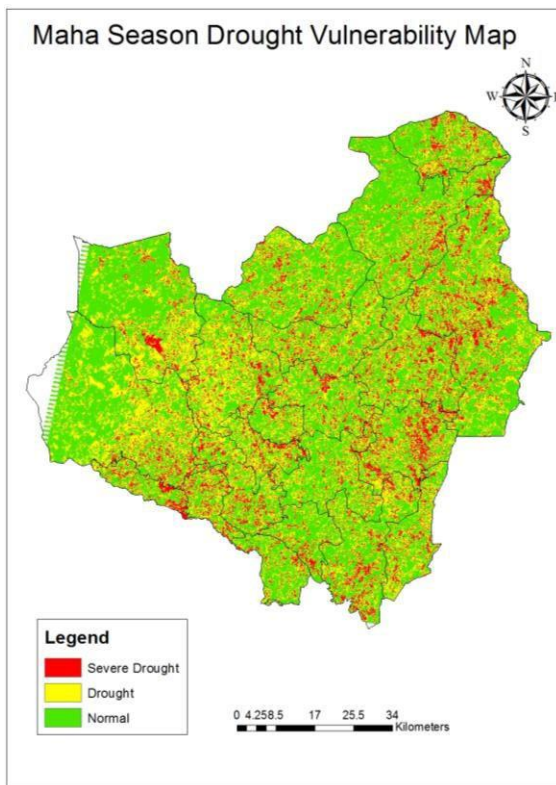 Maha Season Drought Vulnerability Map
N
W
E
S
Legend
Severe Drought
Drought
Normal
0 4.258.5 17 25.5 34
Kilometers